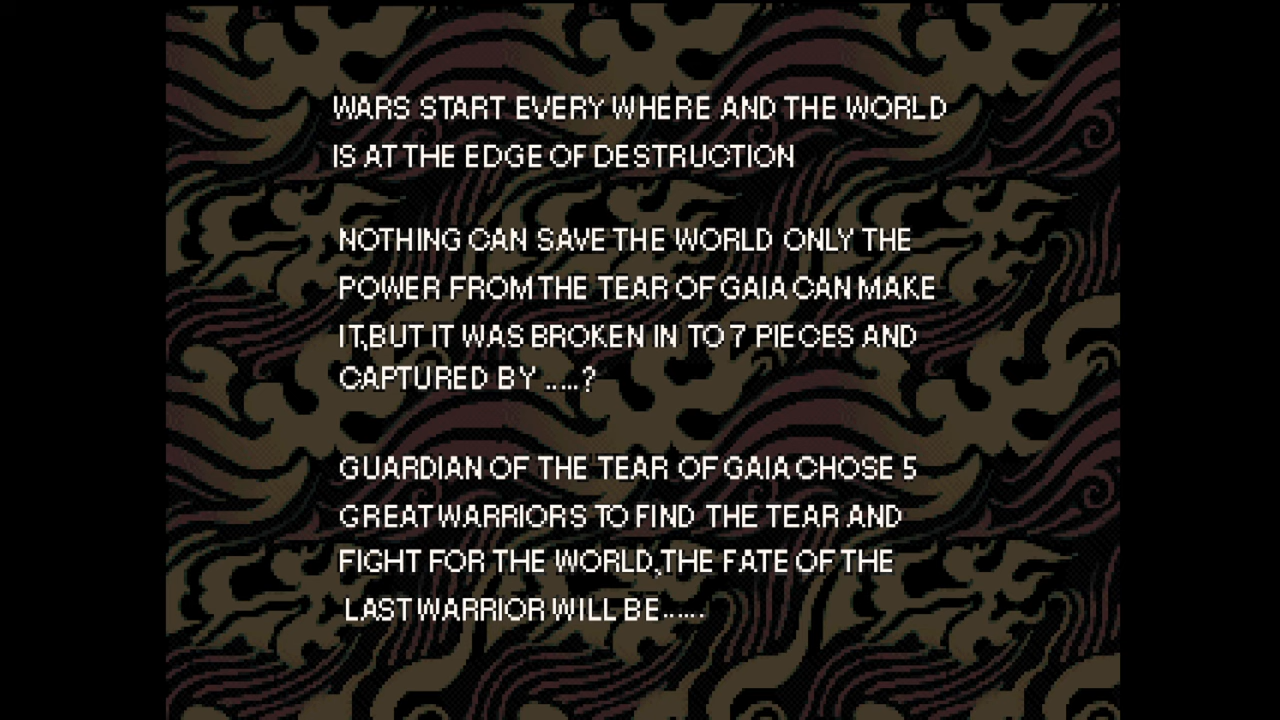 WARS START EVERY WHERE AND THE WORLD
IS AT THE EDGE OF DESTRUCTION
NOTHING CAN SAVE THE WORLD ONLY THE
POWER FROM THE TEAR OF GAIA CAN MAKE
IT,BUT IT WAS BROKEN IN TO 7 PIECES AND
CAPTURED BY .....?
GUARDIAN OF THE TEAR OF GAIA CHOSE 5
GREAT WARRIORS TO FIND THE TEAR AND
FIGHT FOR THE WORLD,THE FATE OF THE
LAST WARRIOR WILL BE.....